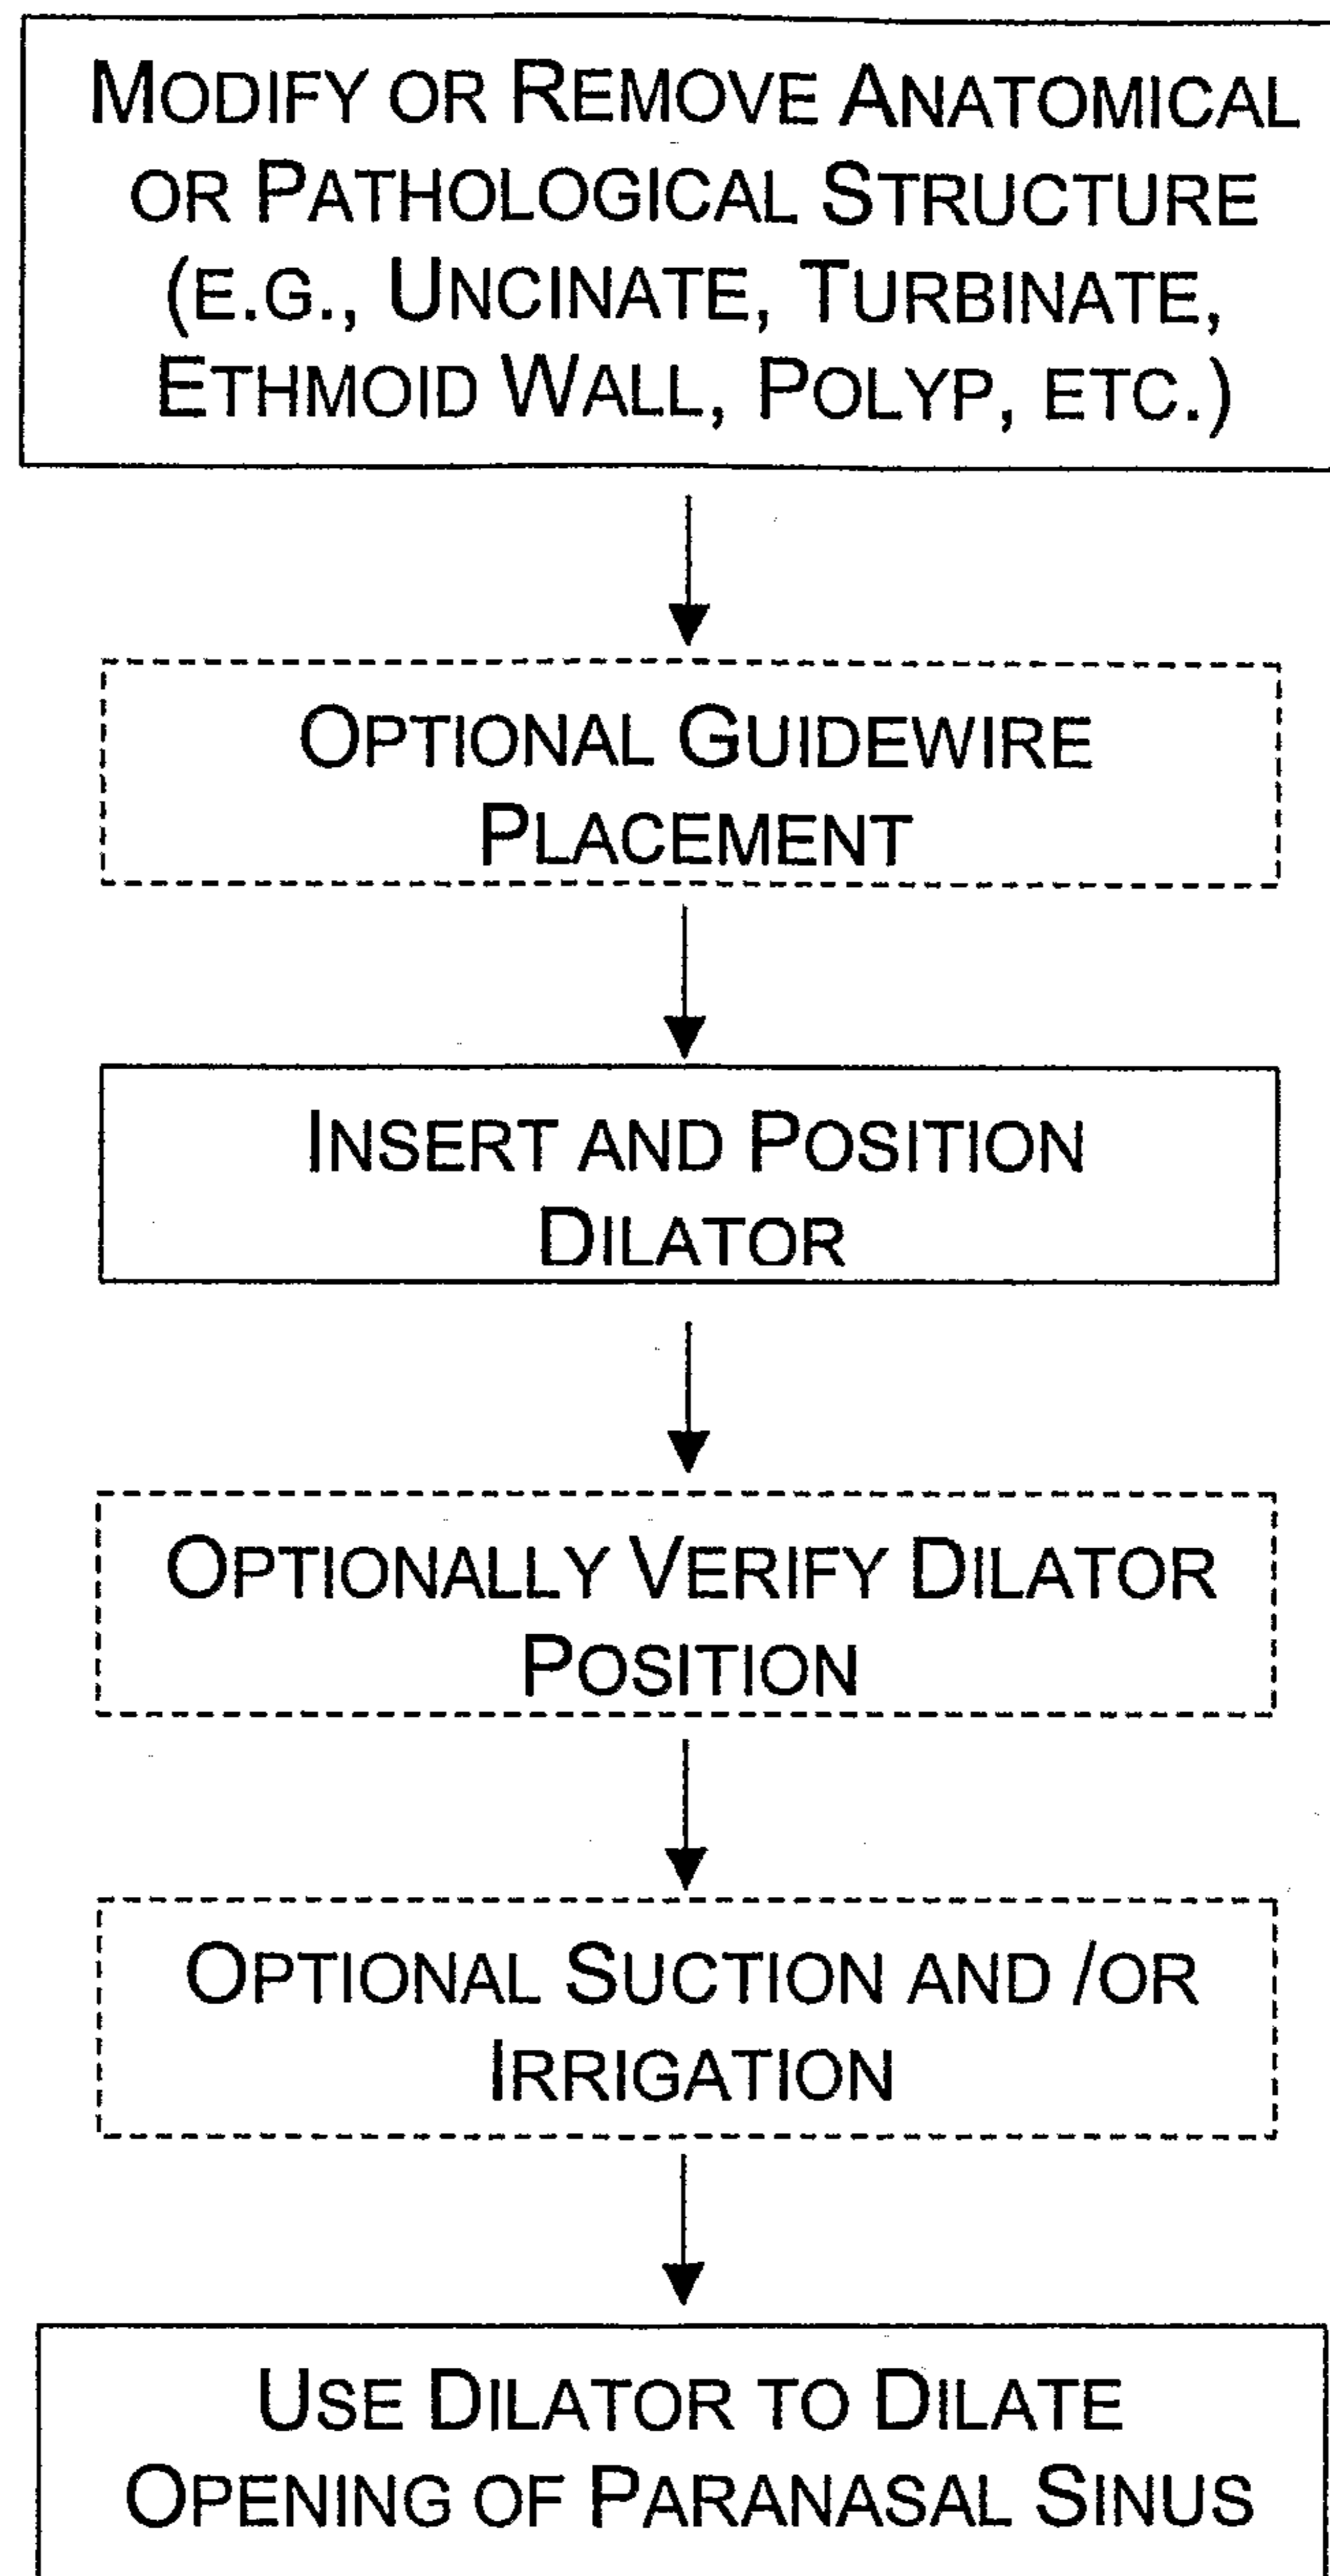 MODIFY OR REMOVE ANATOMICAL
OR PATHOLOGICAL STRUCTURE
(E.G., UNCINATE, TURBINATE,
ETHMOID WALL, POLYP, ETC.)
OPTIONAL GUIDEWIRE
PLACEMENT
INSERT AND POSITION
DILATOR
OPTIONALLY VERIFY DILATOR
POSITION
OPTIONAL SUCTION AND /OR
IRRIGATION
USE DILATOR TO DILATE
OPENING OF PARANASAL SINUS